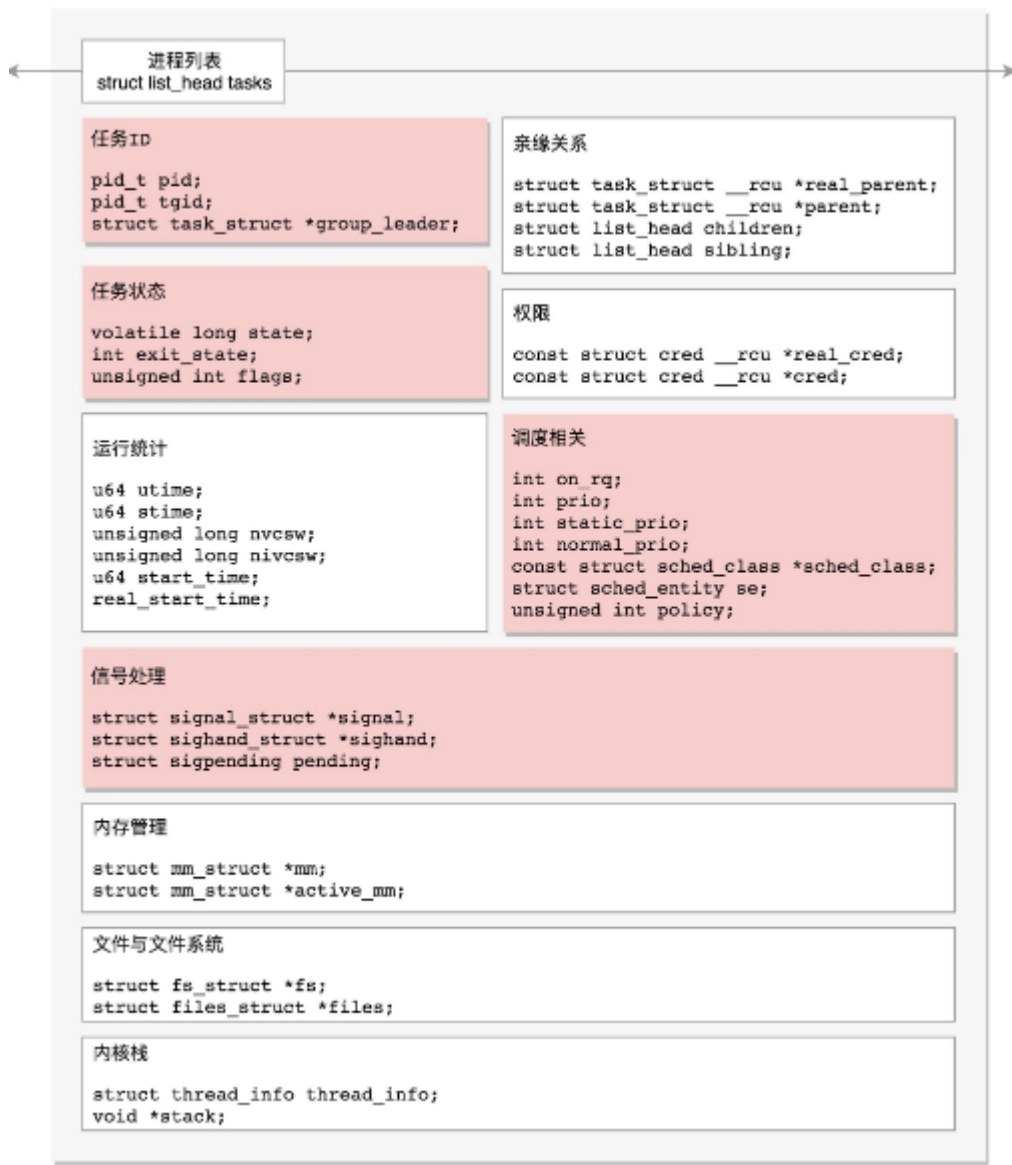 进程列表
struct list_head tasks
任务ID
pid_t pid;
pid_t tgid;
struct task_struct *group_leader;
亲缘关系
struct task_struct __rcu *real_parent;
struct task_struct __rcu *parent;
struct list_head children;
struct list_head sibling;
任务状态
volatile long state;
int exit_state;
unsigned int flags;
权限
const struct cred __rcu *real_cred;
const struct cred __rcu *cred;
运行统计
u64 utime;
u64 stime;
unsigned long nvcsw;
unsigned long nivcsw;
u64 start_time;
real_start_time;
调度相关
int on_rq;
int prio;
int static_prio;
int normal_prio;
const struct sched_class *sched_class;
struct sched_entity se;
unsigned int policy;
信号处理
struct signal_struct *signal;
struct sighand_struct *sighand;
struct sigpending pending;
内存管理
struct mm_struct *mm;
struct mm_struct *active_mm;
文件与文件系统
struct fs_struct *fs;
struct files_struct *files;
内核栈
struct thread_info thread_info;
void *stack;